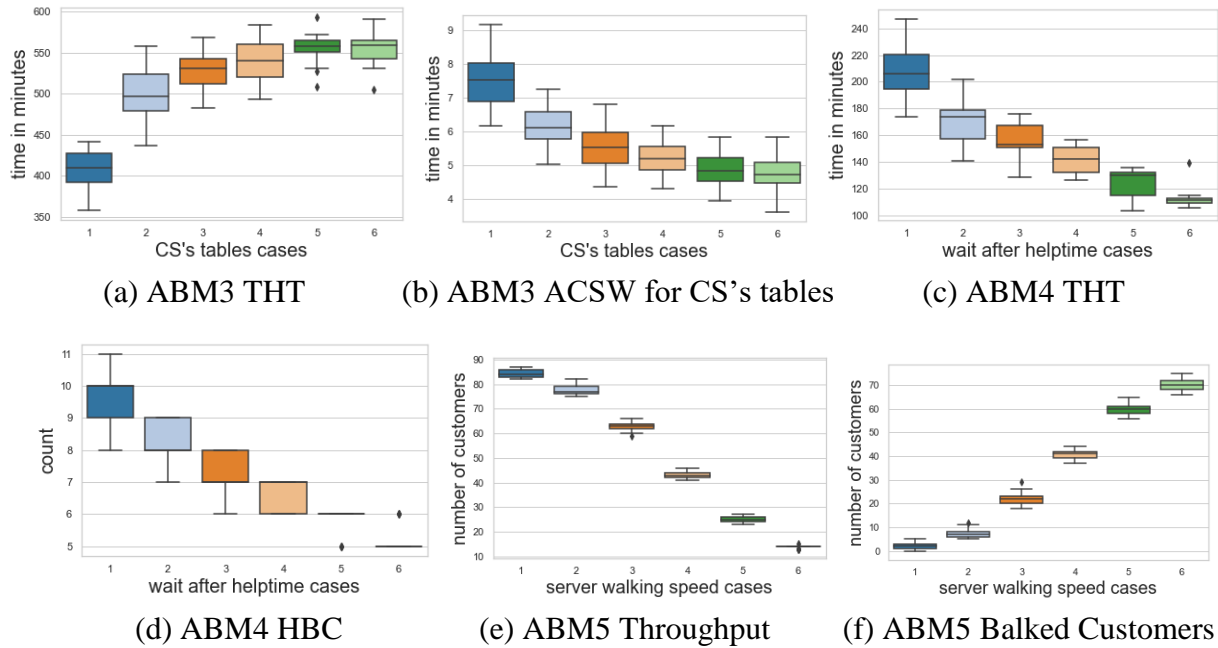 600
550
500
450
400
350
time in minutes
1 2 3 4 5 6
CS's tables cases
(a) ABM3 THT
9
8
7
6
5
4
time in minutes
1 2 3 4 5 6
CS's tables cases
(b) ABM3 ACSW for CS's tables
240
220
200
180
160
140
120
100
time in minutes
1 2 3 4 5 6
wait after helptime cases
(c) ABM4 THT
11
10
9
8
7
6
5
count
1 2 3 4 5 6
wait after helptime cases
(d) ABM4 HBC
90
80
70
60
50
40
30
20
10
number of customers
1 2 3 4 5 6
server walking speed cases
(e) ABM5 Throughput
70
60
50
40
30
20
10
0
number of customers
1 2 3 4 5 6
server walking speed cases
(f) ABM5 Balked Customers